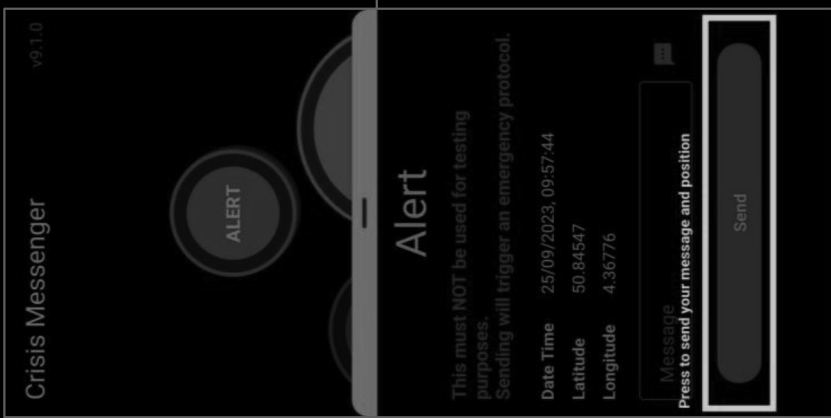 Crisis Messenger
v9.1.0
ALERT
Alert
This must NOT be used for testing
purposes.
Sending will trigger an emergency protocol.
Date Time 25/09/2023, 09:57:44
Latitude 50.84547
Longitude 4.36776
Message
Press to send your message and position
Send